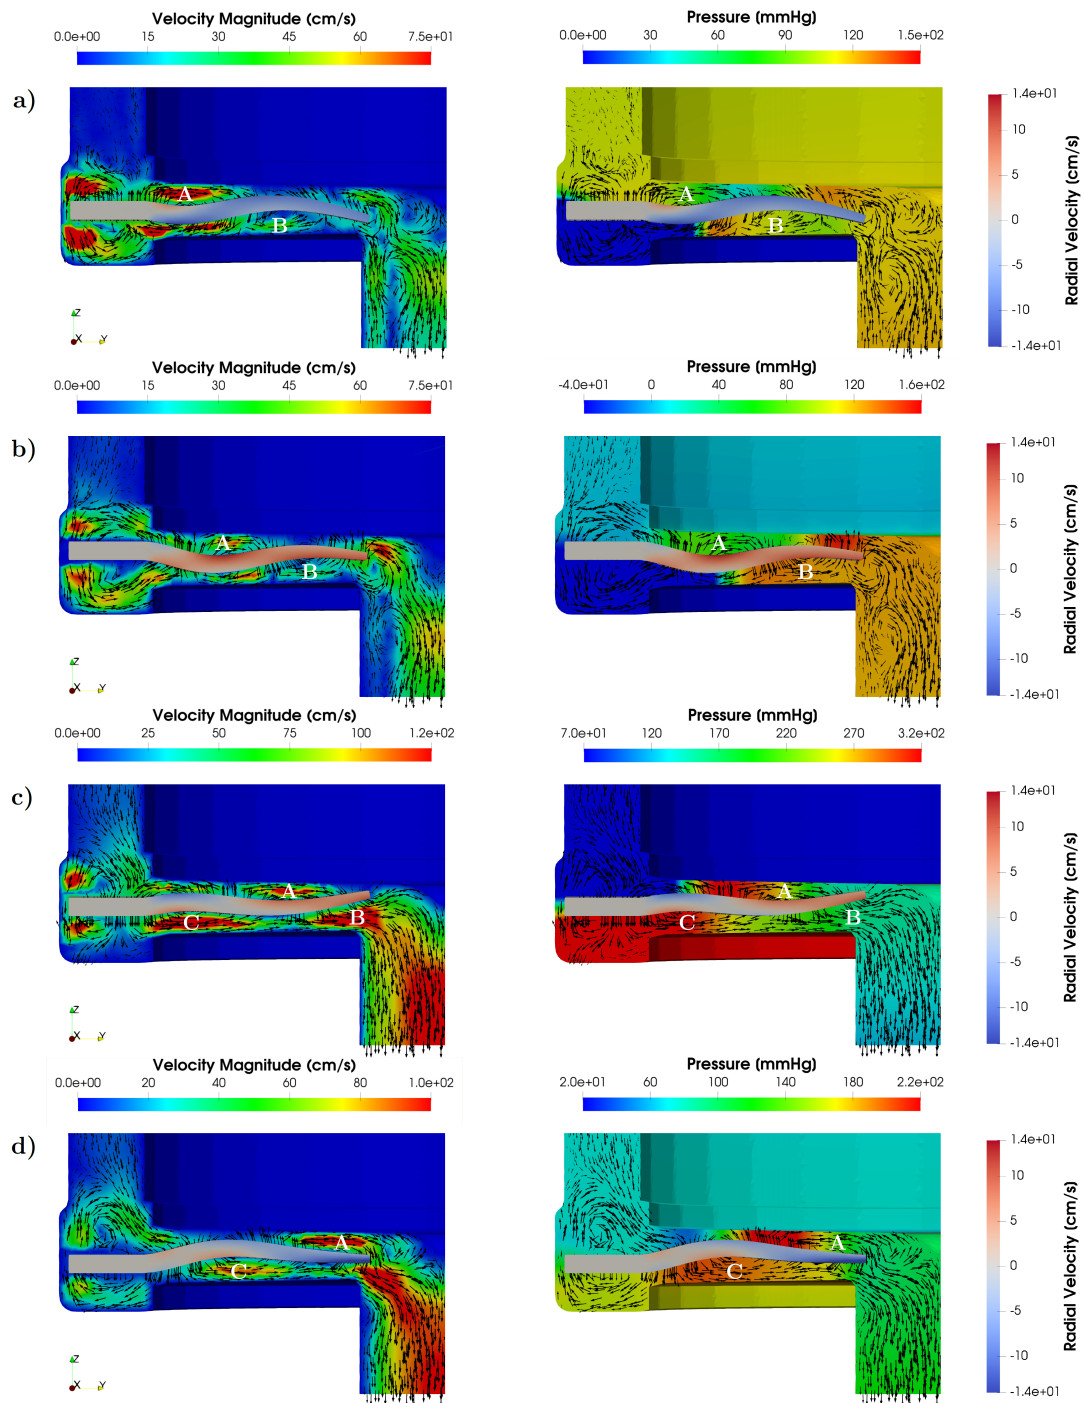 Velocity Magnitude (cm/s) Pressure (mmHg)
0.0e+00 15 30 45 60 7.5e+01 0.0e+00 30 60 90 120 1.5e+02
a)
A
B
Z
X Y
A
B
1.4e+01
10
5
0
-5
-10
-1.4e+01
Radial Velocity (cm/s)
Velocity Magnitude (cm/s) Pressure (mmHg)
0.0e+00 15 30 45 60 7.5e+01 -4.0e+01 0 40 80 120 1.6e+02
b)
A
B
Z
X Y
A
B
1.4e+01
10
5
0
-5
-10
-1.4e+01
Radial Velocity (cm/s)
Velocity Magnitude (cm/s) Pressure (mmHg)
0.0e+00 25 50 75 100 1.2e+02 7.0e+01 120 170 220 270 3.2e+02
c)
A
B
C
Z
X Y
A
B
C
1.4e+01
10
5
0
-5
-10
-1.4e+01
Radial Velocity (cm/s)
Velocity Magnitude (cm/s) Pressure (mmHg)
0.0e+00 20 40 60 80 1.0e+02 2.0e+01 60 100 140 180 2.2e+02
d)
A
C
Z
X Y
A
C
1.4e+01
10
5
0
-5
-10
-1.4e+01
Radial Velocity (cm/s)